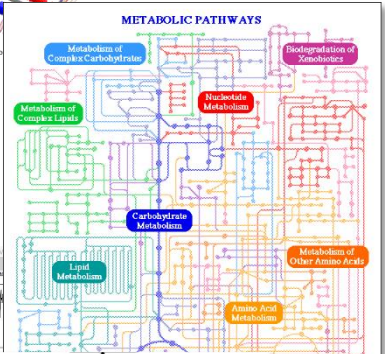 METABOLIC PATHWAYS
Metabolism of
Complex Carbohydrates
Biodegradation of
Xenobiotics
Nucleotide
Metabolism
Metabolism of
Complex Lipids
Carbohydrate
Metabolism
Metabolism of
Other Amino Acids
Lipid
Metabolism
Amino Acid
Metabolism